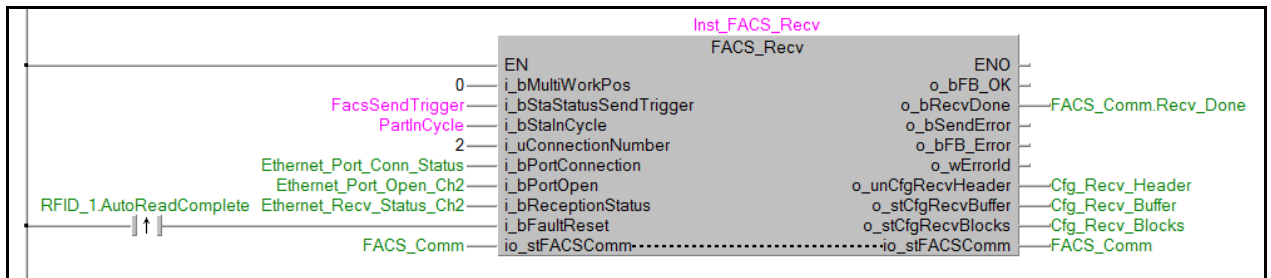 Inst_FACS_Recv
FACS_Recv
EN ENO
0 i_bMultiWorkPos o_bFB_OK
FacsSendTrigger i_bStaStatusSendTrigger o_bRecvDone FACS_Comm.Recv_Done
PartInCycle i_bStaInCycle o_bSendError
2 i_uConnectionNumber o_bFB_Error
Ethernet_Port_Conn_Status i_bPortConnection o_wErrorId
Ethernet_Port_Open_Ch2 i_bPortOpen o_unCfgRecvHeader Cfg_Recv_Header
RFID_1.AutoReadComplete Ethernet_Recv_Status_Ch2 i_bReceptionStatus o_stCfgRecvBuffer Cfg_Recv_Buffer
i_bFaultReset o_stCfgRecvBlocks Cfg_Recv_Blocks
FACS_Comm io_stFACSComm io_stFACSComm FACS_Comm